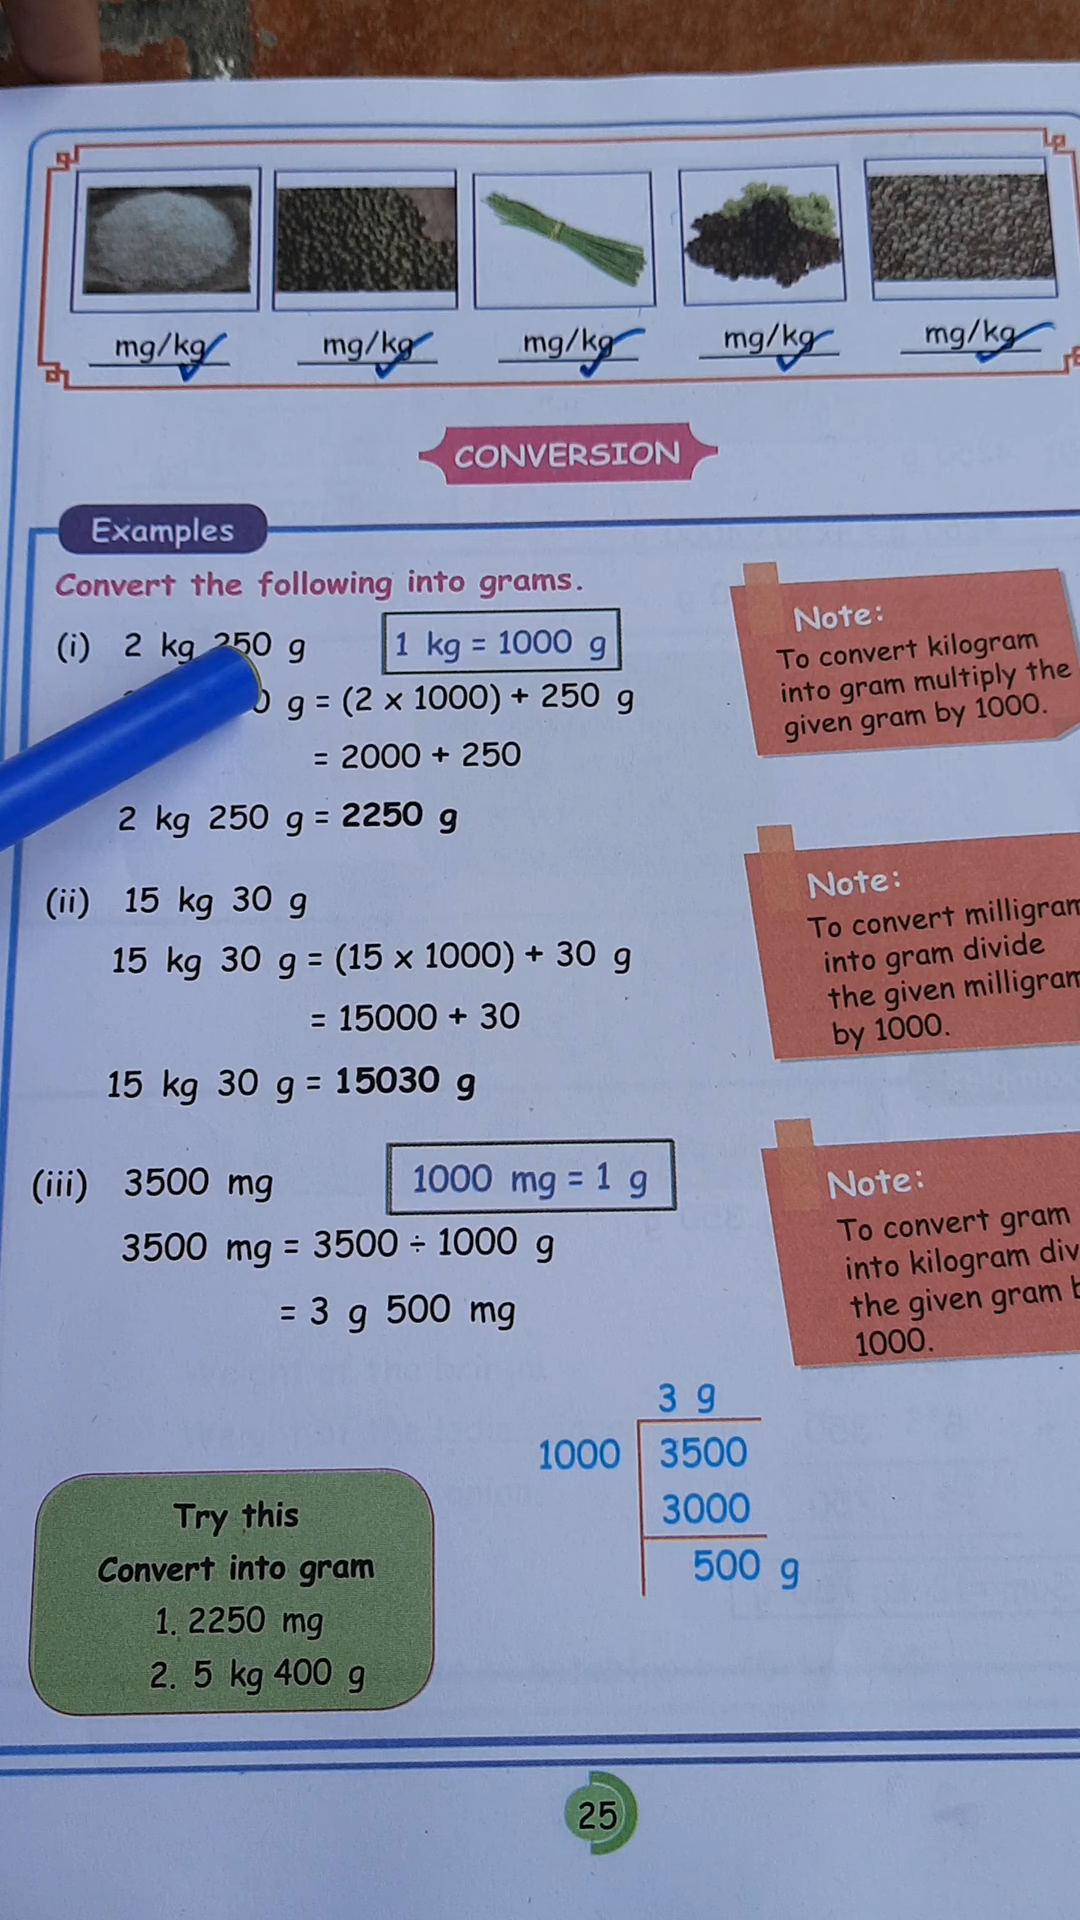 mg/kg mg/kg mg/kg mg/kg mg/kg
CONVERSION
Examples
Convert the following into grams.
(i) 2 kg 250 g
1 kg = 1000 g
g = (2 x 1000) + 250 g
= 2000 + 250
2 kg 250 g = 2250 g
Note:
To convert kilogram
into gram multiply the
given gram by 1000.
(ii) 15 kg 30 g
15 kg 30 g = (15 x 1000) + 30 g
= 15000 + 30
15 kg 30 g = 15030 g
Note:
To convert milligram
into gram divide
the given milligram
by 1000.
(iii) 3500 mg
1000 mg = 1 g
3500 mg = 3500 ÷ 1000 g
= 3 g 500 mg
Note:
To convert gram
into kilogram div
the given gram
1000.
3 g
1000 3500
3000
500 g
Try this
Convert into gram
1. 2250 mg
2. 5 kg 400 g
25